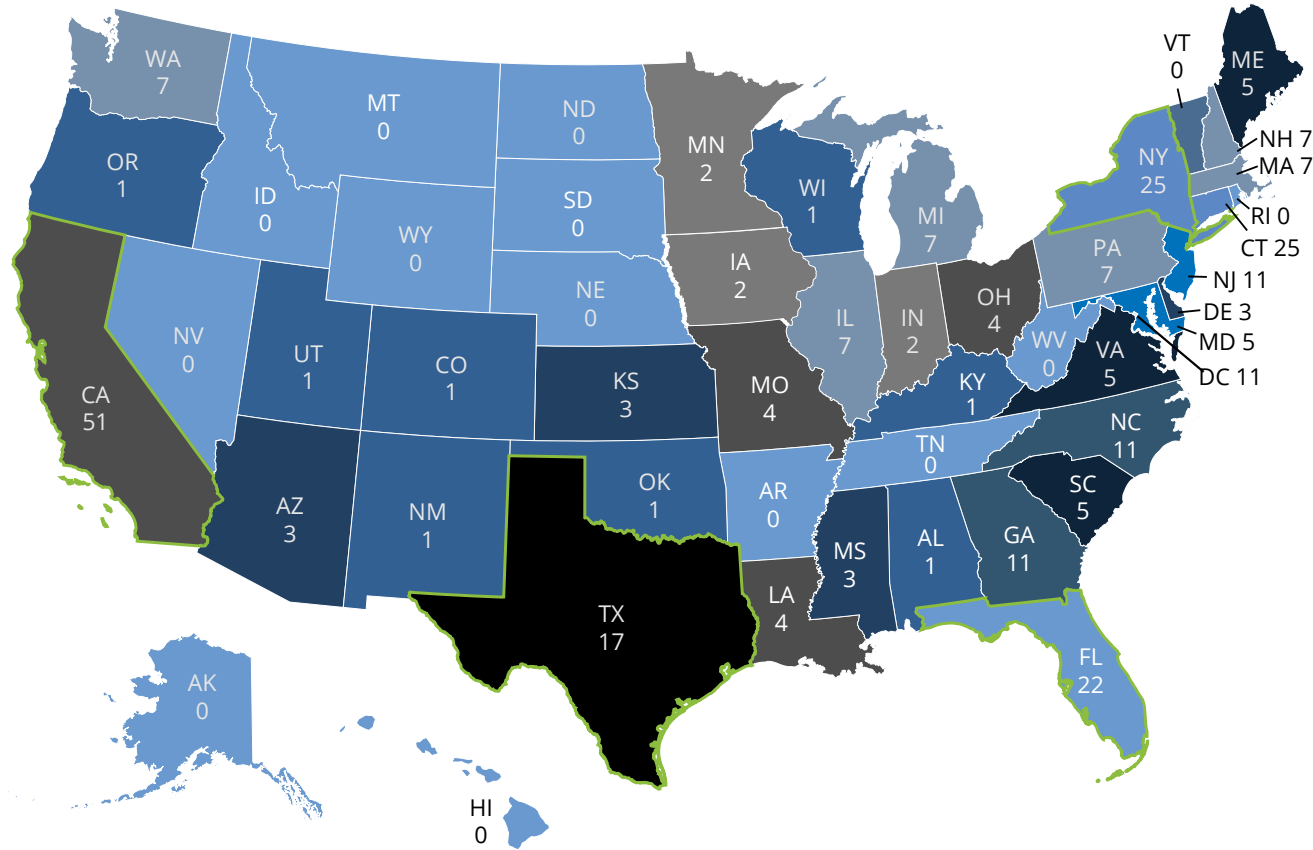 VT
0
ME
5
WA
7
MT
0
ND
0
MN
2
NH 7
MA 7
OR
1
ID
0
SD
0
WI
1
MI
7
NY
25
RI 0
CT 25
WY
0
IA
2
PA
7
NJ 11
NE
0
OH
4
DE 3
NV
0
IL
7
IN
2
WV
0
MD 5
UT
1
CO
1
KS
3
MO
4
KY
1
VA
5
DC 11
CA
51
TN
0
NC
11
AZ
3
NM
1
OK
1
AR
0
SC
5
MS
3
AL
1
GA
11
TX
17
LA
4
FL
22
AK
0
HI
0